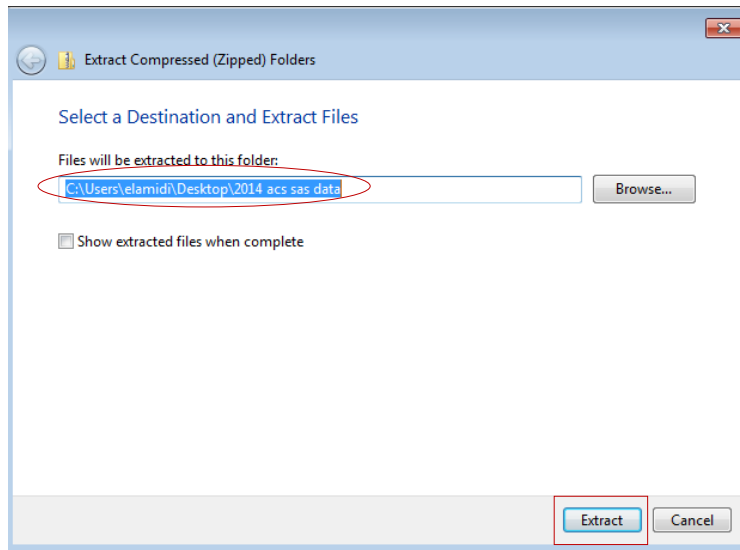 Extract Compressed (Zipped) Folders
Select a Destination and Extract Files
Files will be extracted to this folder:
C:\Users\elamidi\Desktop\2014 acs sas data
Browse...
Show extracted files when complete
Extract
Cancel